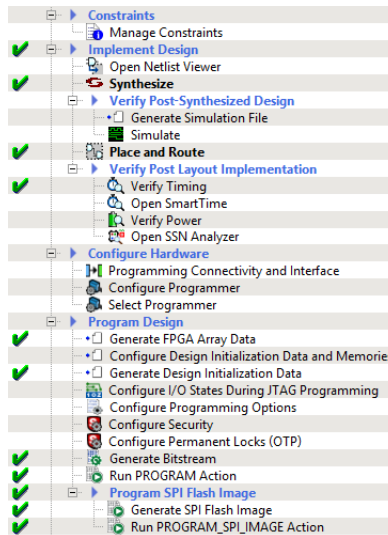 Constraints
Manage Constraints
Implement Design
Open Netlist Viewer
Synthesize
Verify Post-Synthesized Design
Generate Simulation File
Simulate
Place and Route
Verify Post Layout Implementation
Verify Timing
Open SmartTime
Verify Power
Open SSN Analyzer
Configure Hardware
Programming Connectivity and Interface
Configure Programmer
Select Programmer
Program Design
Generate FPGA Array Data
Configure Design Initialization Data and Memorie
Generate Design Initialization Data
Configure I/O States During JTAG Programming
Configure Programming Options
Configure Security
Configure Permanent Locks (OTP)
Generate Bitstream
Run PROGRAM Action
Program SPI Flash Image
Generate SPI Flash Image
Run PROGRAM_SPI_IMAGE Action